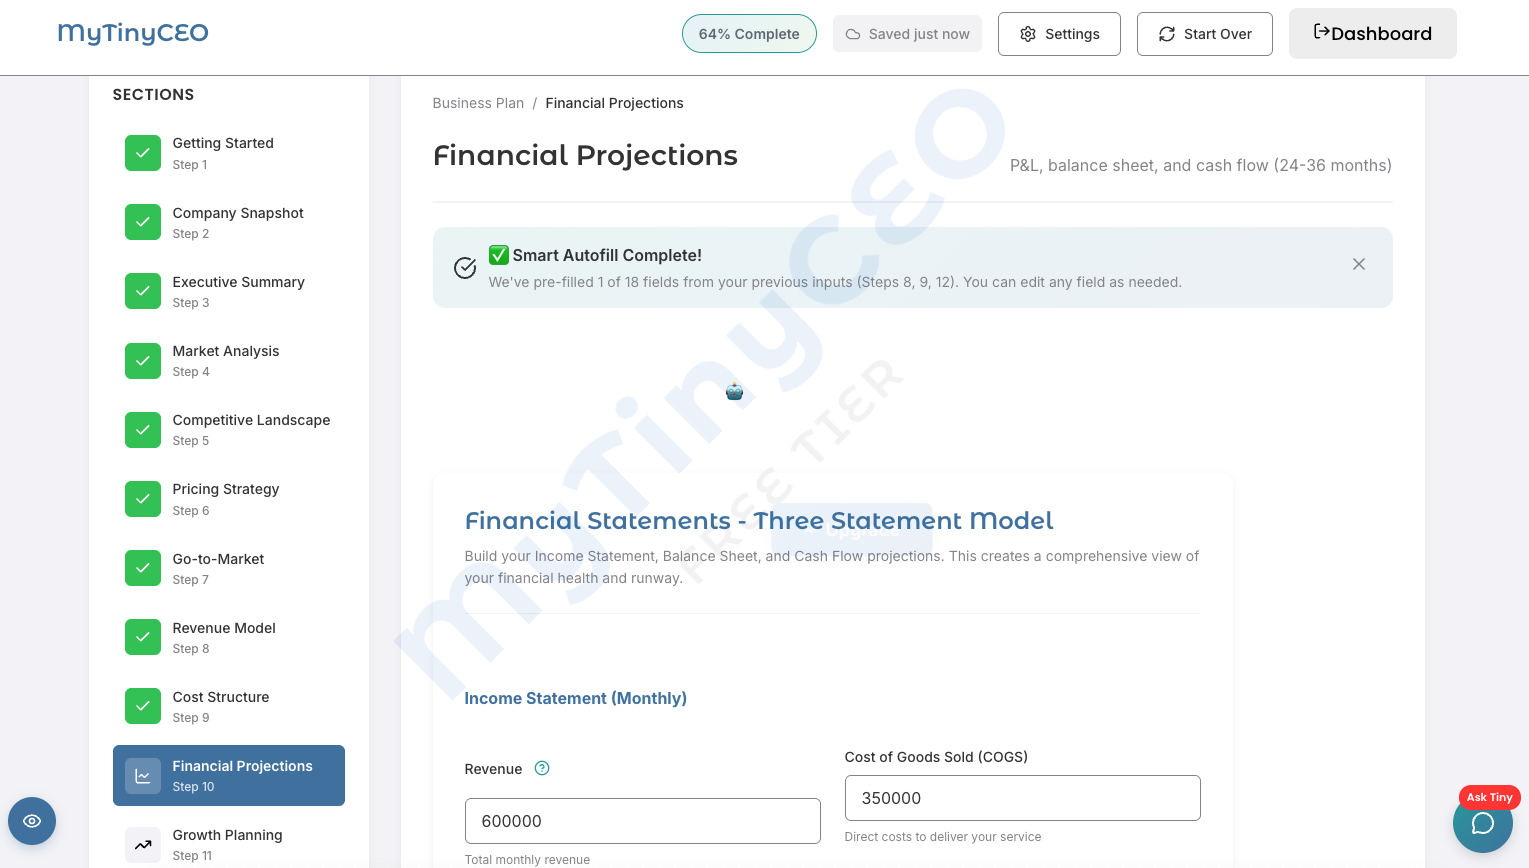 MyTinyCEO
64% Complete
Saved just now
Settings
Start Over
Dashboard
SECTIONS
Getting Started
Step 1
Company Snapshot
Step 2
Executive Summary
Step 3
Market Analysis
Step 4
Competitive Landscape
Step 5
Pricing Strategy
Step 6
Go-to-Market
Step 7
Revenue Model
Step 8
Cost Structure
Step 9
Financial Projections
Step 10
Growth Planning
Step 11
Business Plan / Financial Projections
Financial Projections
P&L, balance sheet, and cash flow (24-36 months)
✅ Smart Autofill Complete!
We've pre-filled 1 of 18 fields from your previous inputs (Steps 8, 9, 12). You can edit any field as needed.
myTinyCEO
FREE TIER
Upgrade
Financial Statements - Three Statement Model
Build your Income Statement, Balance Sheet, and Cash Flow projections. This creates a comprehensive view of
your financial health and runway.
Income Statement (Monthly)
Revenue
600000
Total monthly revenue
Cost of Goods Sold (COGS)
350000
Direct costs to deliver your service
Ask Tiny